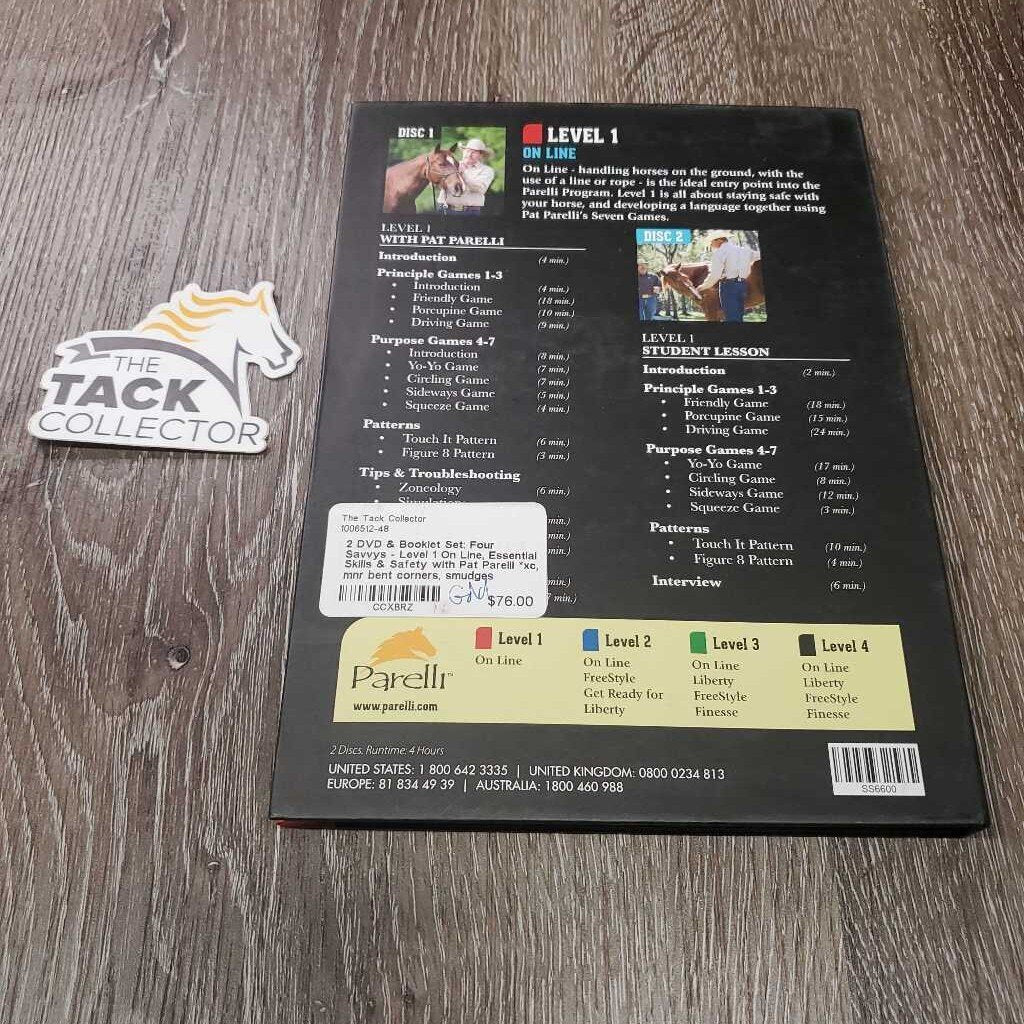 THE
TACK
COLLECTOR
DISC 1
LEVEL 1
ON LINE
On Line - handling horses on the ground, with the
use of a line or rope - is the ideal entry point into the
Parelli Program. Level 1 is all about staying safe with
your horse, and developing a language together using
Pat Parelli's Seven Games.
LEVEL 1
WITH PAT PARELLI
Introduction (4 min.)
Principle Games 1-3
• Introduction (4 min.)
• Friendly Game (18 min.)
• Porcupine Game (10 min.)
• Driving Game (9 min.)
Purpose Games 4-7
• Introduction (8 min.)
• Yo-Yo Game (7 min.)
• Circling Game (7 min.)
• Sideways Game (5 min.)
• Squeeze Game (4 min.)
Patterns
• Touch It Pattern (6 min.)
• Figure 8 Pattern (3 min.)
Tips & Troubleshooting
• Zoneology (6 min.)
min.)
min.)
min.)
min.)
7 min.)
DISC 2
LEVEL 1
STUDENT LESSON
Introduction (2 min.)
Principle Games 1-3
• Friendly Game (18 min.)
• Porcupine Game (15 min.)
• Driving Game (24 min.)
Purpose Games 4-7
• Yo-Yo Game (17 min.)
• Circling Game (8 min.)
• Sideways Game (12 min.)
• Squeeze Game (3 min.)
Patterns
• Touch It Pattern (10 min.)
• Figure 8 Pattern (4 min.)
Interview (6 min.)
The Tack Collector
1006512-48
2 DVD & Booklet Set: Four
Savvys - Level 1 On Line, Essential
Skills & Safety with Pat Parelli *xc,
mnr bent corners, smudges
CCXBRZ
$76.00
Parelli™
www.parelli.com
Level 1
On Line
Level 2
On Line
FreeStyle
Get Ready for
Liberty
Level 3
On Line
Liberty
FreeStyle
Finesse
Level 4
On Line
Liberty
FreeStyle
Finesse
2 Discs. Runtime: 4 Hours
UNITED STATES: 1 800 642 3335 | UNITED KINGDOM: 0800 0234 813
EUROPE: 81 834 49 39 | AUSTRALIA: 1800 460 988
SS6600